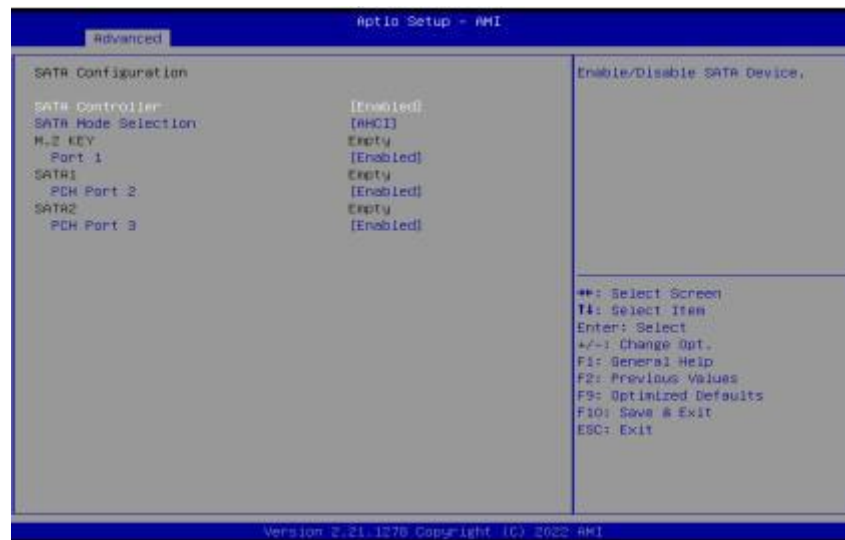 Aptio Setup - AMI
Advanced
SATA Configuration
SATA Controller [Enabled]
SATA Mode Selection [AHCI]
M.2 KEY Empty
Port 1 [Enabled]
SATA1 Empty
PCH Port 2 [Enabled]
SATA2 Empty
PCH Port 3 [Enabled]
Enable/Disable SATA Device.
→←: Select Screen
↑↓: Select Item
Enter: Select
+/-: Change Opt.
F1: General Help
F2: Previous Values
F9: Optimized Defaults
F10: Save & Exit
ESC: Exit
Version 2.21.1278 Copyright (C) 2022 AMI